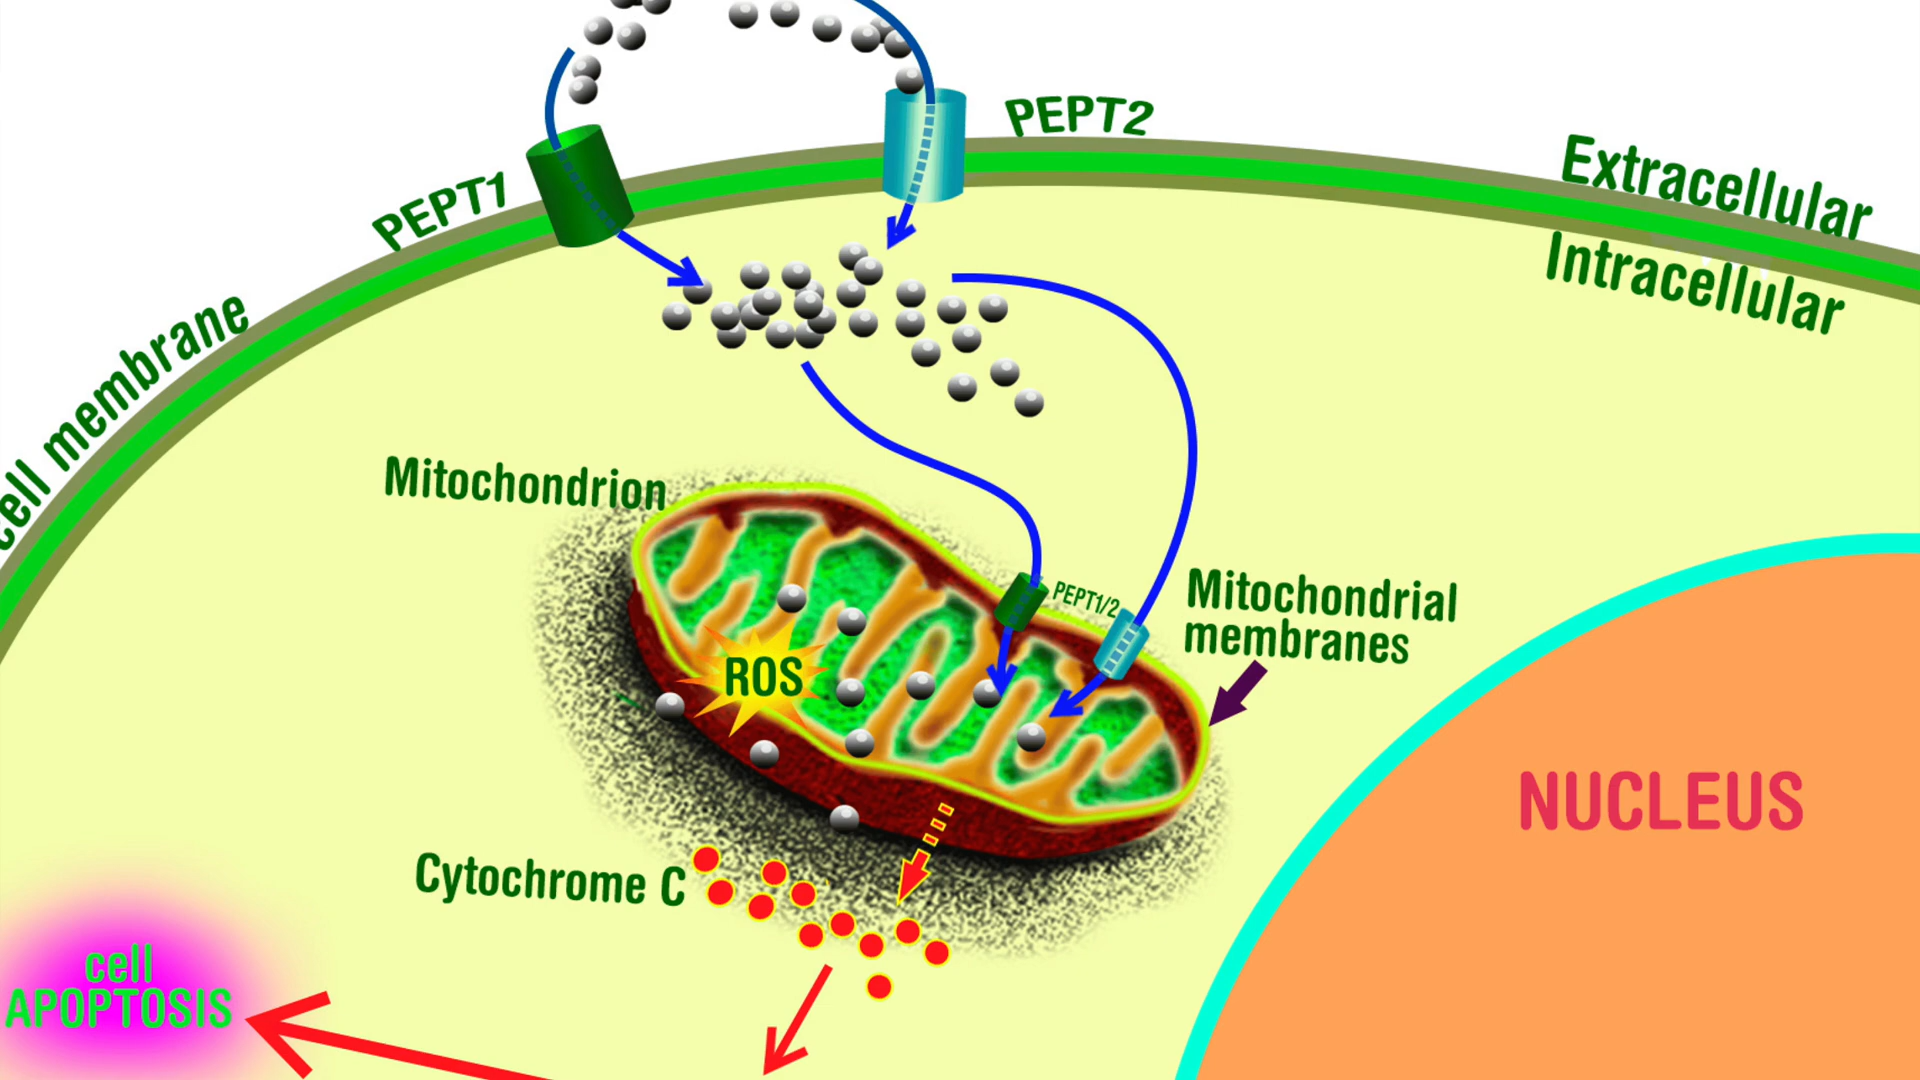 PEPT2
Extracellular
PEPT1
Intracellular
cell membrane
Mitochondrion
PEPT1/2
Mitochondrial
membranes
ROS
NUCLEUS
Cytochrome C
cell
APOPTOSIS